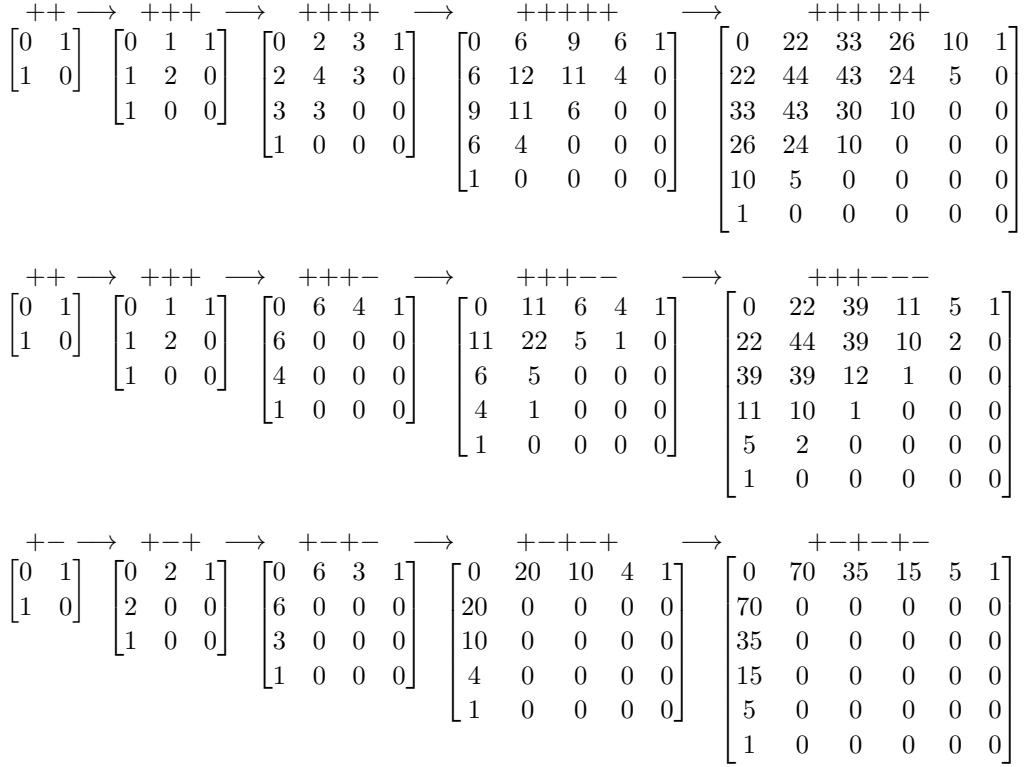 ++ ⟶ +++ ⟶ ++++ ⟶ +++++ ⟶ ++++++
[0 1] [0 1 1] [0 2 3 1] [0 6 9 6 1] [0 22 33 26 10 1]
[1 0] [1 2 0] [2 4 3 0] [6 12 11 4 0] [22 44 43 24 5 0]
[1 0 0] [3 3 0 0] [9 11 6 0 0] [33 43 30 10 0 0]
[1 0 0 0] [6 4 0 0 0] [26 24 10 0 0 0]
[1 0 0 0 0] [10 5 0 0 0 0]
[1 0 0 0 0 0]
++ ⟶ +++ ⟶ +++− ⟶ +++−− ⟶ +++−−−
[0 1] [0 1 1] [0 6 4 1] [0 11 6 4 1] [0 22 39 11 5 1]
[1 0] [1 2 0] [6 0 0 0] [11 22 5 1 0] [22 44 39 10 2 0]
[1 0 0] [4 0 0 0] [6 5 0 0 0] [39 39 12 1 0 0]
[1 0 0 0] [4 1 0 0 0] [11 10 1 0 0 0]
[1 0 0 0 0] [5 2 0 0 0 0]
[1 0 0 0 0 0]
+− ⟶ +−+ ⟶ +−+− ⟶ +−+−+ ⟶ +−+−+−
[0 1] [0 2 1] [0 6 3 1] [0 20 10 4 1] [0 70 35 15 5 1]
[1 0] [2 0 0] [6 0 0 0] [20 0 0 0 0] [70 0 0 0 0 0]
[1 0 0] [3 0 0 0] [10 0 0 0 0] [35 0 0 0 0 0]
[1 0 0 0] [4 0 0 0 0] [15 0 0 0 0 0]
[1 0 0 0 0] [5 0 0 0 0 0]
[1 0 0 0 0 0]